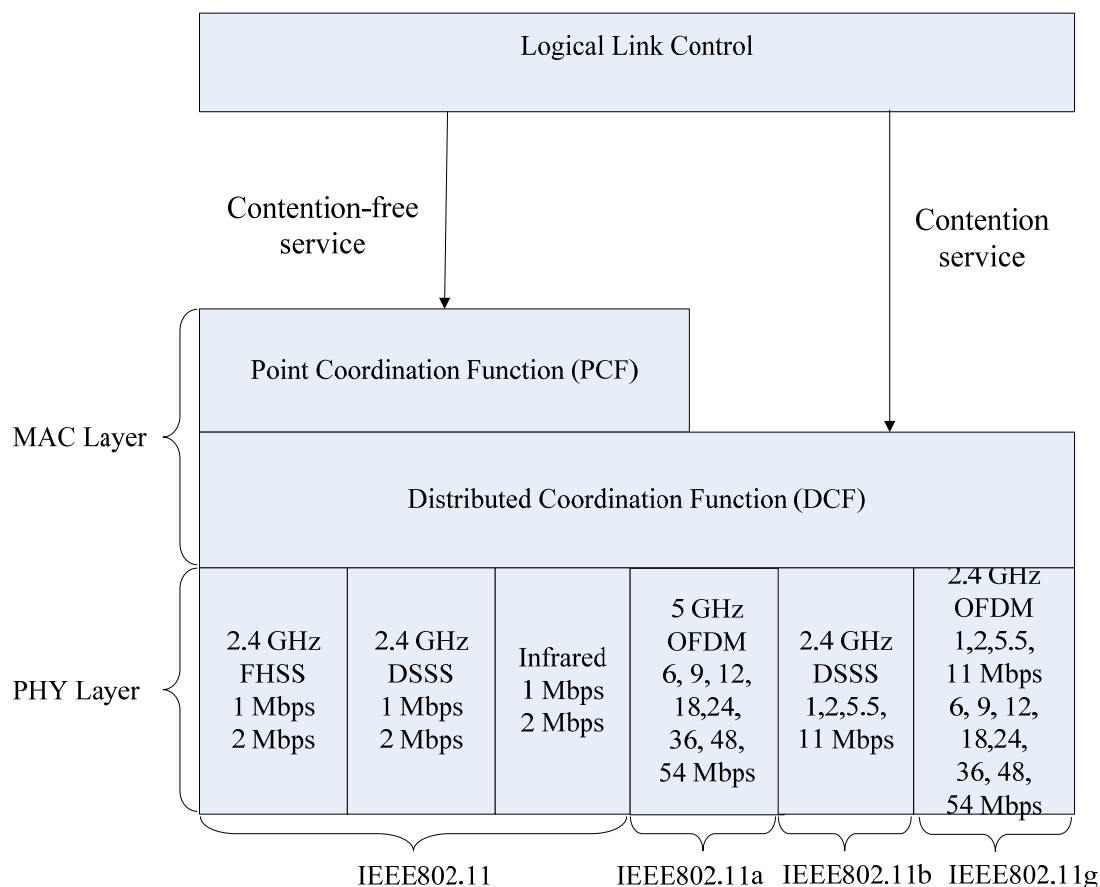 Logical Link Control
Contention-free
service
Contention
service
MAC Layer
Point Coordination Function (PCF)
Distributed Coordination Function (DCF)
PHY Layer
2.4 GHz
FHSS
1 Mbps
2 Mbps
2.4 GHz
DSSS
1 Mbps
2 Mbps
Infrared
1 Mbps
2 Mbps
5 GHz
OFDM
6, 9, 12,
18,24,
36, 48,
54 Mbps
2.4 GHz
DSSS
1,2,5.5,
11 Mbps
2.4 GHz
OFDM
1,2,5.5,
11 Mbps
6, 9, 12,
18,24,
36, 48,
54 Mbps
IEEE802.11
IEEE802.11a
IEEE802.11b
IEEE802.11g